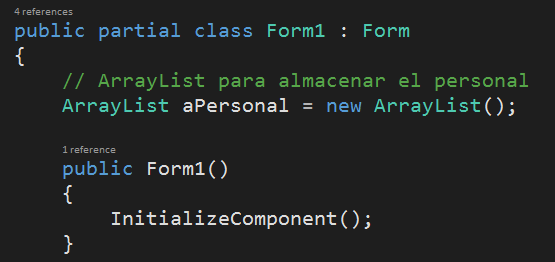 4 references
public partial class Form1 : Form
{
// ArrayList para almacenar el personal
ArrayList aPersonal = new ArrayList();
1 reference
public Form1()
{
InitializeComponent();
}